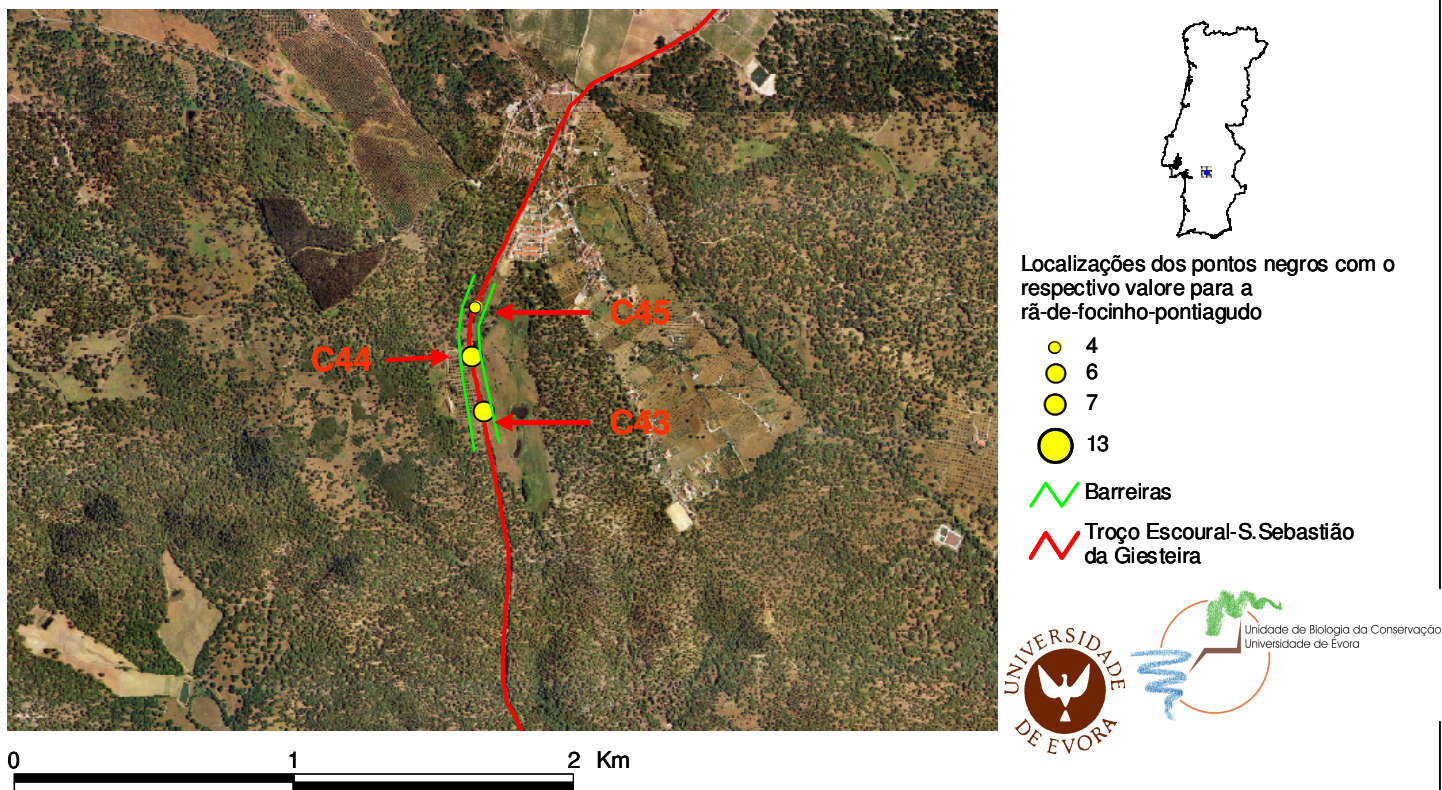 C45
C44
C43
Localizações dos pontos negros com o
respectivo valore para a
rã-de-focinho-pontiagudo
4
6
7
13
Barreiras
Troço Escoural-S.Sebastião
da Giesteira
Unidade de Biologia da Conservação
Universidade de Évora
UNIVERSIDADE
DE EVORA
0 1 2 Km